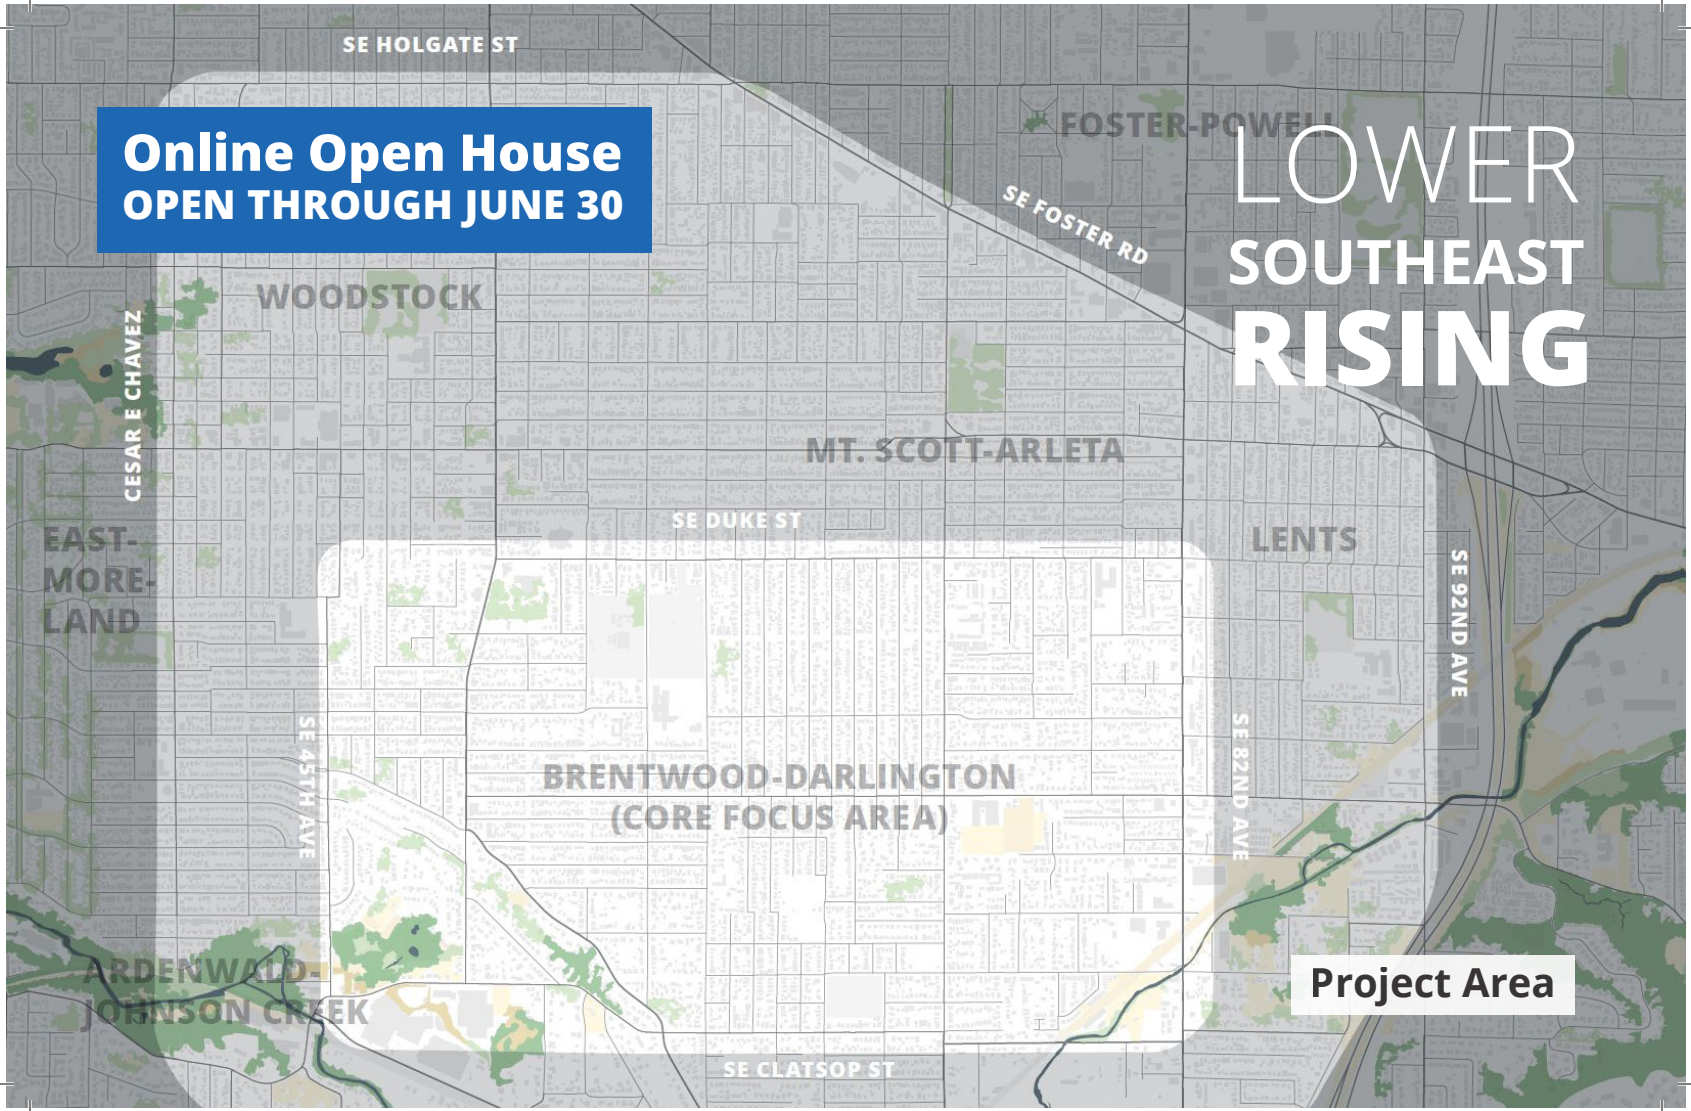 SE HOLGATE ST
Online Open House
OPEN THROUGH JUNE 30
FOSTER-POWELL
LOWER
SOUTHEAST
RISING
SE FOSTER RD
WOODSTOCK
CESAR E CHAVEZ
MT. SCOTT-ARLETA
SE DUKE ST
LENTS
EAST-
MORE-
LAND
SE 92ND AVE
SE 45TH AVE
BRENTWOOD-DARLINGTON
(CORE FOCUS AREA)
SE 82ND AVE
ARDENWALD-
JOHNSON CREEK
Project Area
SE CLATSOP ST